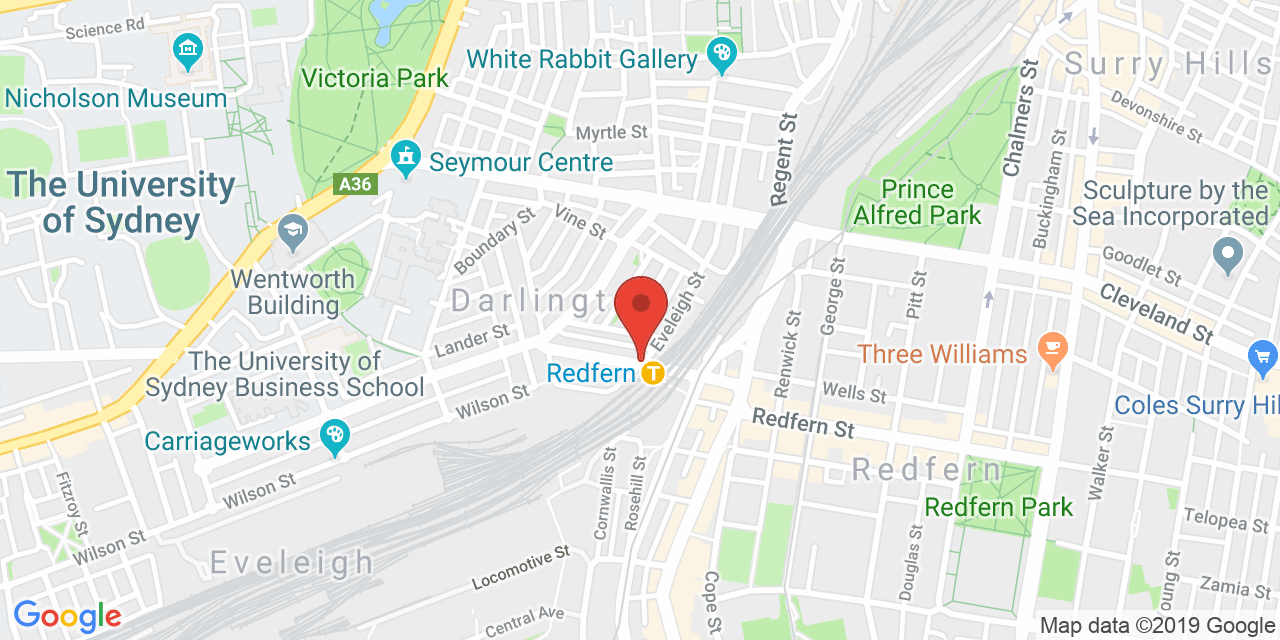 Science Rd
Nicholson Museum
Victoria Park
White Rabbit Gallery
Surry Hills
Devonshire St
Chalmers St
Buckingham St
Regent St
Myrtle St
Seymour Centre
A36
The University
of Sydney
Prince
Alfred Park
Sculpture by the
Sea Incorporated
Boundary St
Vine St
Wentworth
Building
Goodlet St
Cleveland St
George St
Pitt St
Darlingt
Eveleigh St
Renwick St
Lander St
The University of
Sydney Business School
Redfern
T
Three Williams
Wells St
Coles Surry Hil
Wilson St
Redfern St
Carriageworks
Redfern
Walker St
Fitzroy St
Wilson St
Cornwallis St
Rosehill St
Redfern Park
Telopea St
Wilson St
Eveleigh
Locomotive St
Douglas St
Cope St
oung St
Zamia St
Central Ave
Google
Map data ©2019 Google